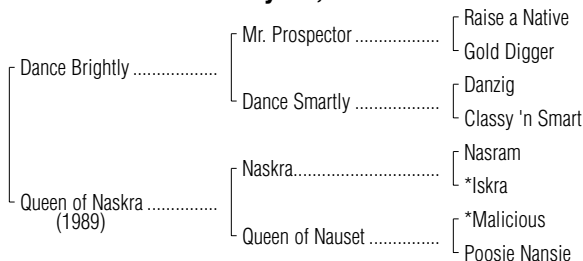 Raise a Native
Mr. Prospector ..................
Gold Digger
Dance Brightly ..................
Danzig
Dance Smartly ...................
Classy 'n Smart
Nasram
Naskra...............................
*Iskra
Queen of Naskra ...............
(1989)
*Malicious
Queen of Nauset ...............
Poosie Nansie